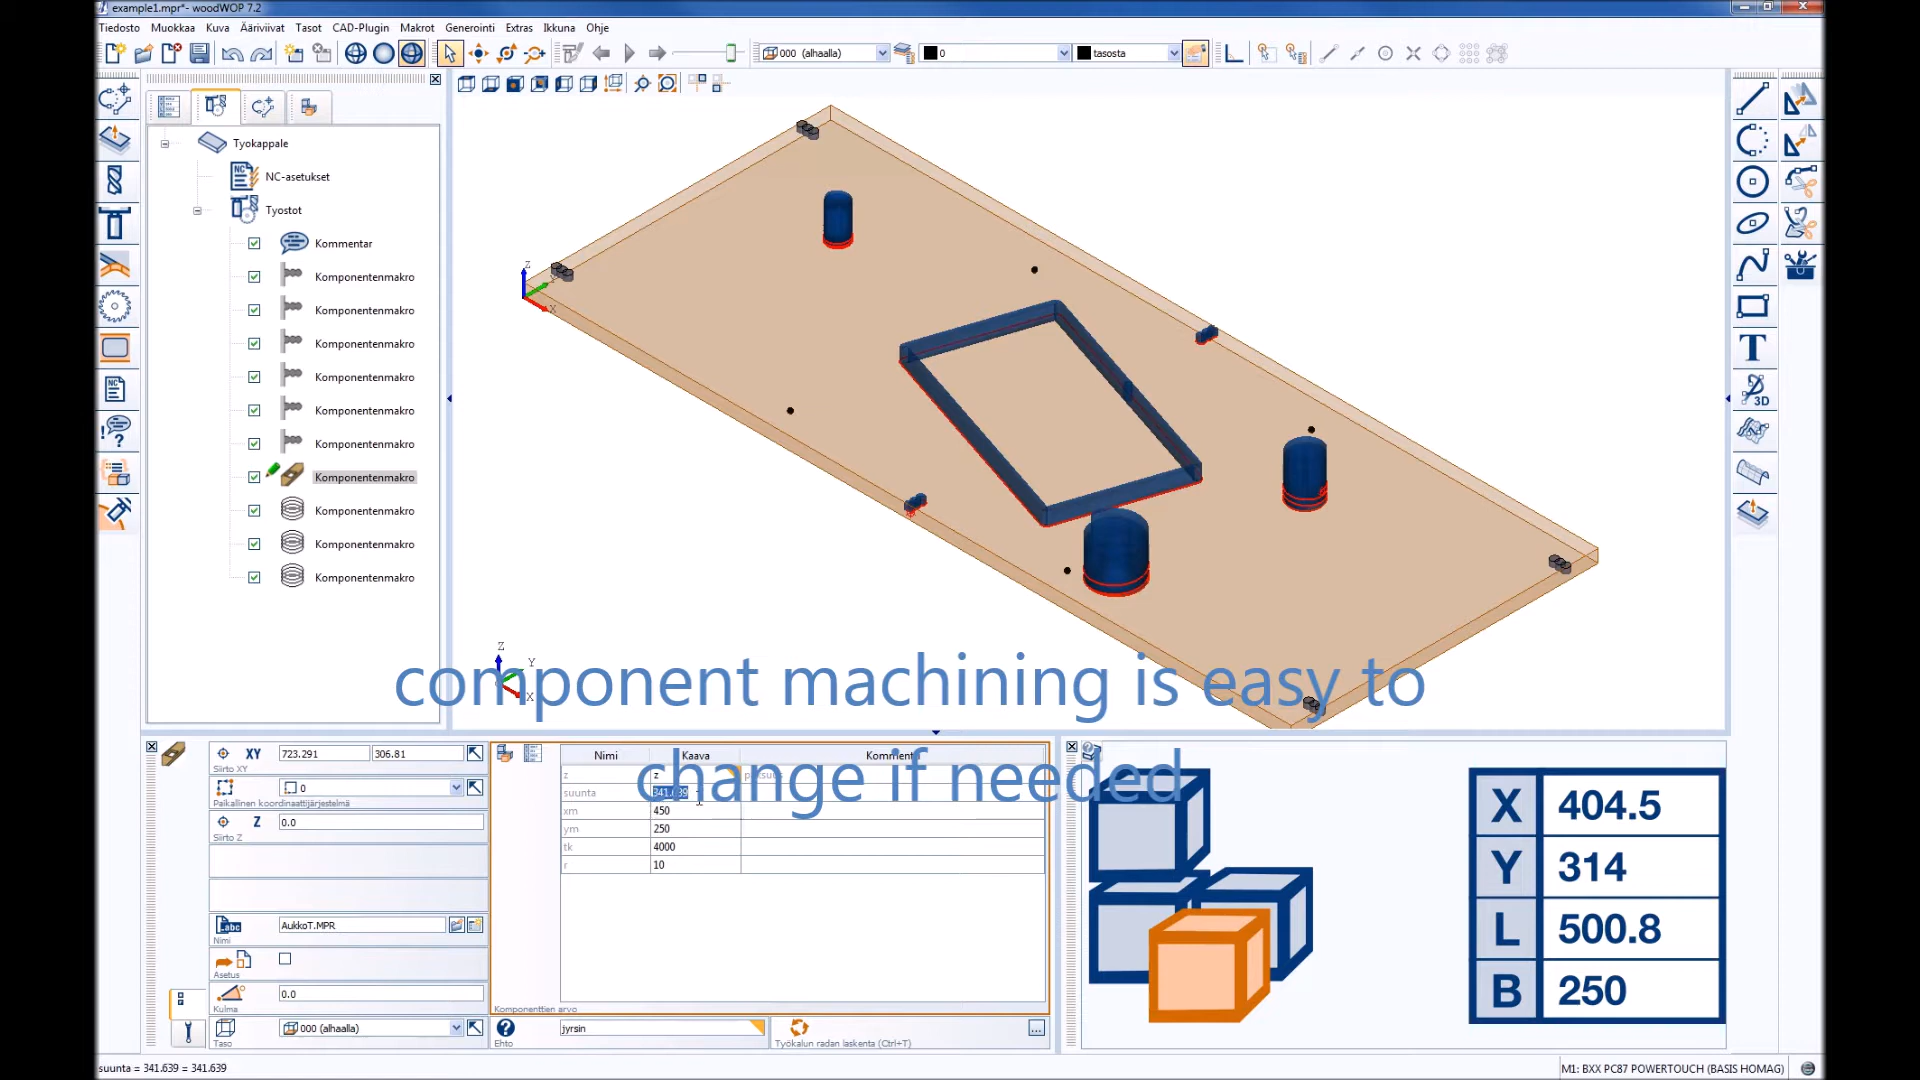 example1.mpr*- woodWOP 7.2
Tiedosto Muokkaa Kuva Ääriviivat Tasot CAD-Plugin Makrot Generointi Extras Ikkuna Ohje
000 (alhaalla)
0
tasosta
Tyokappale
NC-asetukset
Tyostot
Kommentar
Komponentenmakro
Komponentenmakro
Komponentenmakro
Komponentenmakro
Komponentenmakro
Komponentenmakro
Komponentenmakro
Komponentenmakro
Komponentenmakro
Komponentenmakro
Z
X
Z
Y
X
T
3D
component machining is easy to
change if needed
XY 723.291 306.81
Siirto XY
0
Paikallinen koordinaattijärjestelmä
Z 0.0
Siirto Z
AukkoT.MPR
Nimi
Asetus
0.0
Kulma
000 (alhaalla)
Taso
Nimi Kaava
z z
suunta 341.639
xm 450
ym 250
tk 4000
r 10
Komponenttien arvo
jyrsin
Ehto
Työkalun radan laskenta (Ctrl+T)
X 404.5
Y 314
L 500.8
B 250
suunta = 341.639 = 341.639
M1: BXX PC87 POWERTOUCH (BASIS HOMAG)